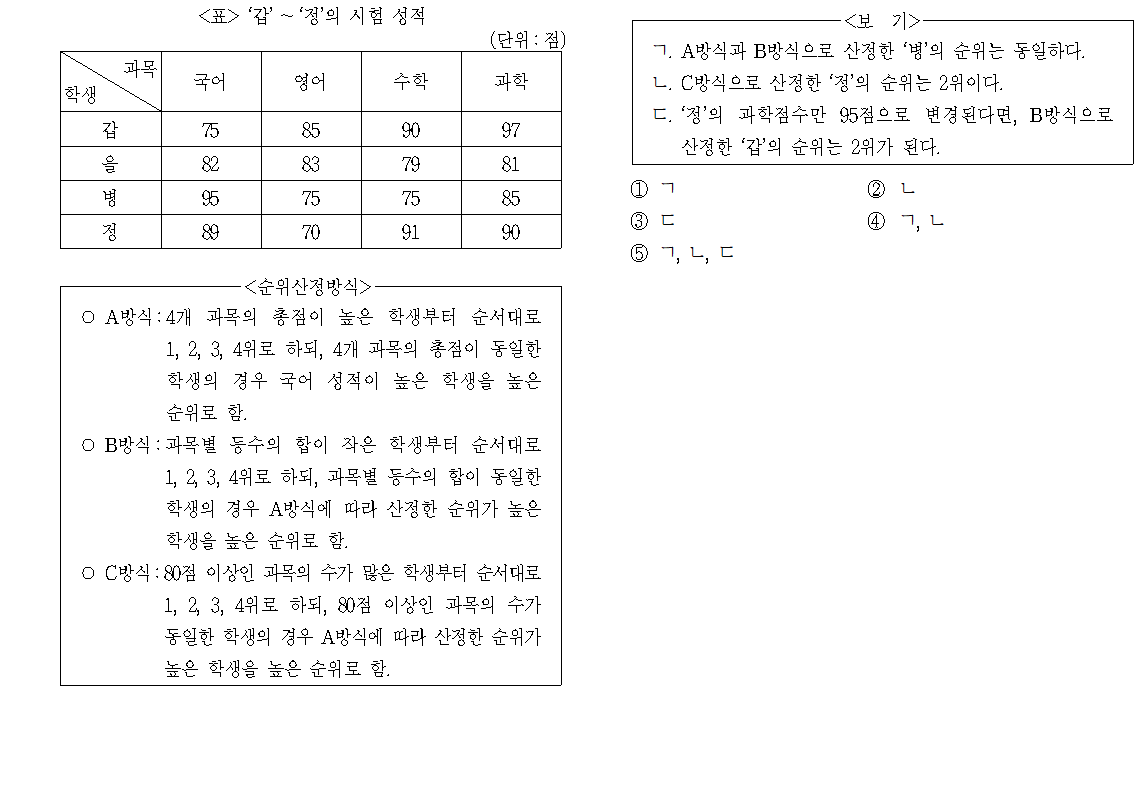 <표> ‘갑’ ~ ‘정’의 시험 성적
(단위 : 점)
과목
학생
국어 영어 수학 과학
갑 75 85 90 97
을 82 83 79 81
병 95 75 75 85
정 89 70 91 90
<순위산정방식>
○ A방식 : 4개 과목의 총점이 높은 학생부터 순서대로
1, 2, 3, 4위로 하되, 4개 과목의 총점이 동일한
학생의 경우 국어 성적이 높은 학생을 높은
순위로 함.
○ B방식 : 과목별 등수의 합이 작은 학생부터 순서대로
1, 2, 3, 4위로 하되, 과목별 등수의 합이 동일한
학생의 경우 A방식에 따라 산정한 순위가 높은
학생을 높은 순위로 함.
○ C방식 : 80점 이상인 과목의 수가 많은 학생부터 순서대로
1, 2, 3, 4위로 하되, 80점 이상인 과목의 수가
동일한 학생의 경우 A방식에 따라 산정한 순위가
높은 학생을 높은 순위로 함.
<보 기>
ㄱ. A방식과 B방식으로 산정한 ‘병’의 순위는 동일하다.
ㄴ. C방식으로 산정한 ‘정’의 순위는 2위이다.
ㄷ. ‘정’의 과학점수만 95점으로 변경된다면, B방식으로
산정한 ‘갑’의 순위는 2위가 된다.
① ㄱ ② ㄴ
③ ㄷ ④ ㄱ, ㄴ
⑤ ㄱ, ㄴ, ㄷ